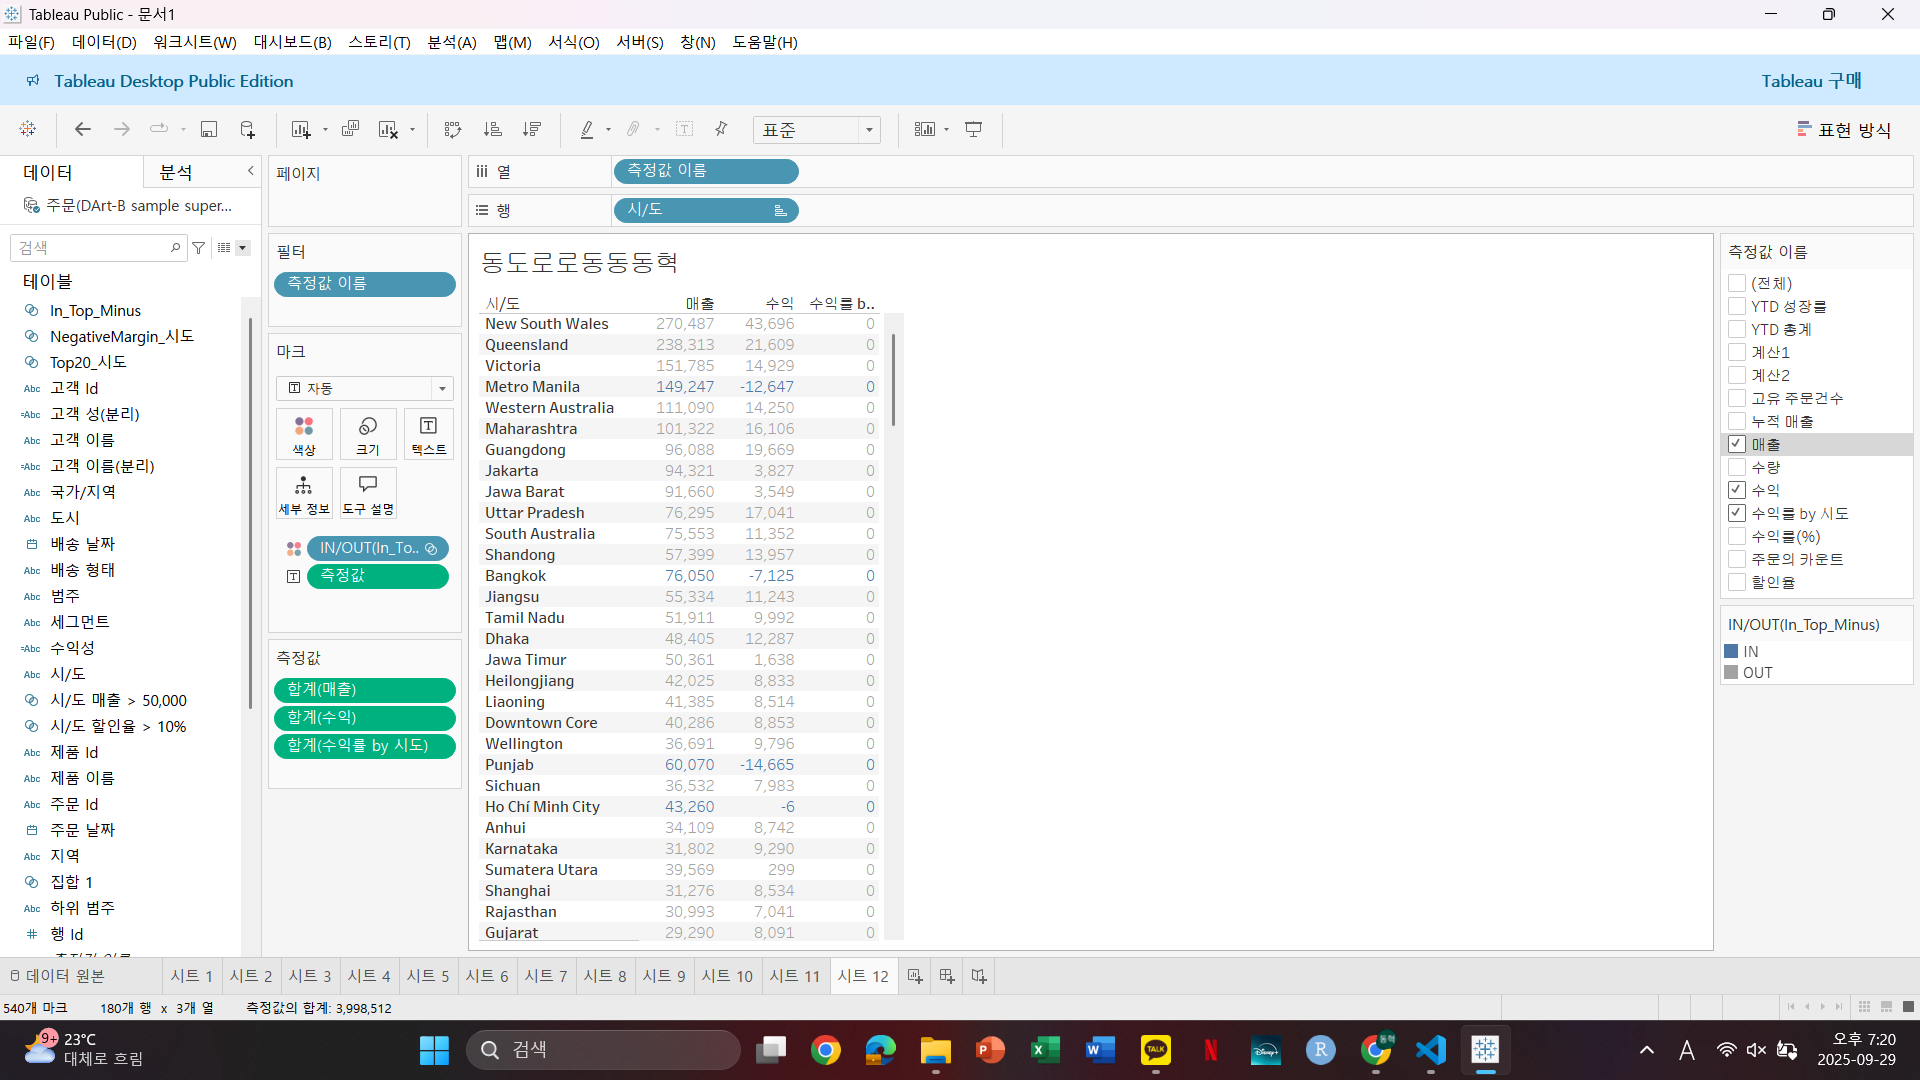 Tableau Public - 문서1
파일(F) 데이터(D) 워크시트(W) 대시보드(B) 스토리(T) 분석(A) 맵(M) 서식(O) 서버(S) 창(N) 도움말(H)
Tableau Desktop Public Edition
Tableau 구매
표준
표현 방식
데이터 분석
주문(DArt-B sample super...
검색
테이블
In_Top_Minus
NegativeMargin_시도
Top20_시도
Abc 고객 Id
=Abc 고객 성(분리)
Abc 고객 이름
=Abc 고객 이름(분리)
Abc 국가/지역
Abc 도시
배송 날짜
Abc 배송 형태
Abc 범주
Abc 세그먼트
=Abc 수익성
Abc 시/도
시/도 매출 > 50,000
시/도 할인율 > 10%
Abc 제품 Id
Abc 제품 이름
Abc 주문 Id
주문 날짜
Abc 지역
집합 1
Abc 하위 범주
# 행 Id
페이지
필터
측정값 이름
마크
자동
색상 크기 텍스트
세부 정보 도구 설명
IN/OUT(In_To..
측정값
측정값
합계(매출)
합계(수익)
합계(수익률 by 시도)
열 측정값 이름
행 시/도
동도로로동동동혁
시/도 매출 수익 수익률 b..
New South Wales 270,487 43,696 0
Queensland 238,313 21,609 0
Victoria 151,785 14,929 0
Metro Manila 149,247 -12,647 0
Western Australia 111,090 14,250 0
Maharashtra 101,322 16,106 0
Guangdong 96,088 19,669 0
Jakarta 94,321 3,827 0
Jawa Barat 91,660 3,549 0
Uttar Pradesh 76,295 17,041 0
South Australia 75,553 11,352 0
Shandong 57,399 13,957 0
Bangkok 76,050 -7,125 0
Jiangsu 55,334 11,243 0
Tamil Nadu 51,911 9,992 0
Dhaka 48,405 12,287 0
Jawa Timur 50,361 1,638 0
Heilongjiang 42,025 8,833 0
Liaoning 41,385 8,514 0
Downtown Core 40,286 8,853 0
Wellington 36,691 9,796 0
Punjab 60,070 -14,665 0
Sichuan 36,532 7,983 0
Ho Chí Minh City 43,260 -6 0
Anhui 34,109 8,742 0
Karnataka 31,802 9,290 0
Sumatera Utara 39,569 299 0
Shanghai 31,276 8,534 0
Rajasthan 30,993 7,041 0
Gujarat 29,290 8,091 0
측정값 이름
(전체)
YTD 성장률
YTD 총계
계산1
계산2
고유 주문건수
누적 매출
매출
수량
수익
수익률 by 시도
수익률(%)
주문의 카운트
할인율
IN/OUT(In_Top_Minus)
IN
OUT
데이터 원본 시트 1 시트 2 시트 3 시트 4 시트 5 시트 6 시트 7 시트 8 시트 9 시트 10 시트 11 시트 12
540개 마크 180개 행 x 3개 열 측정값의 합계: 3,998,512
9+ 23°C
대체로 흐림
검색
TALK
Disney+
동혁
A
오후 7:20
2025-09-29